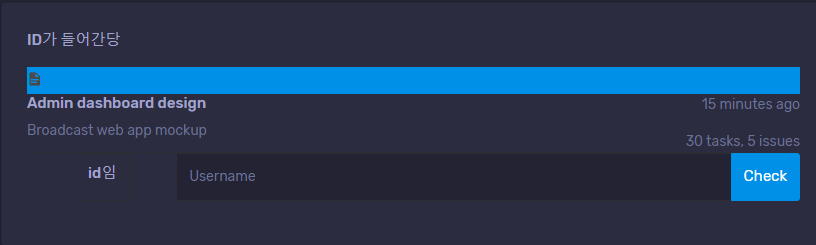 ID가 들어간당
Admin dashboard design
15 minutes ago
Broadcast web app mockup
30 tasks, 5 issues
id임
Username
Check